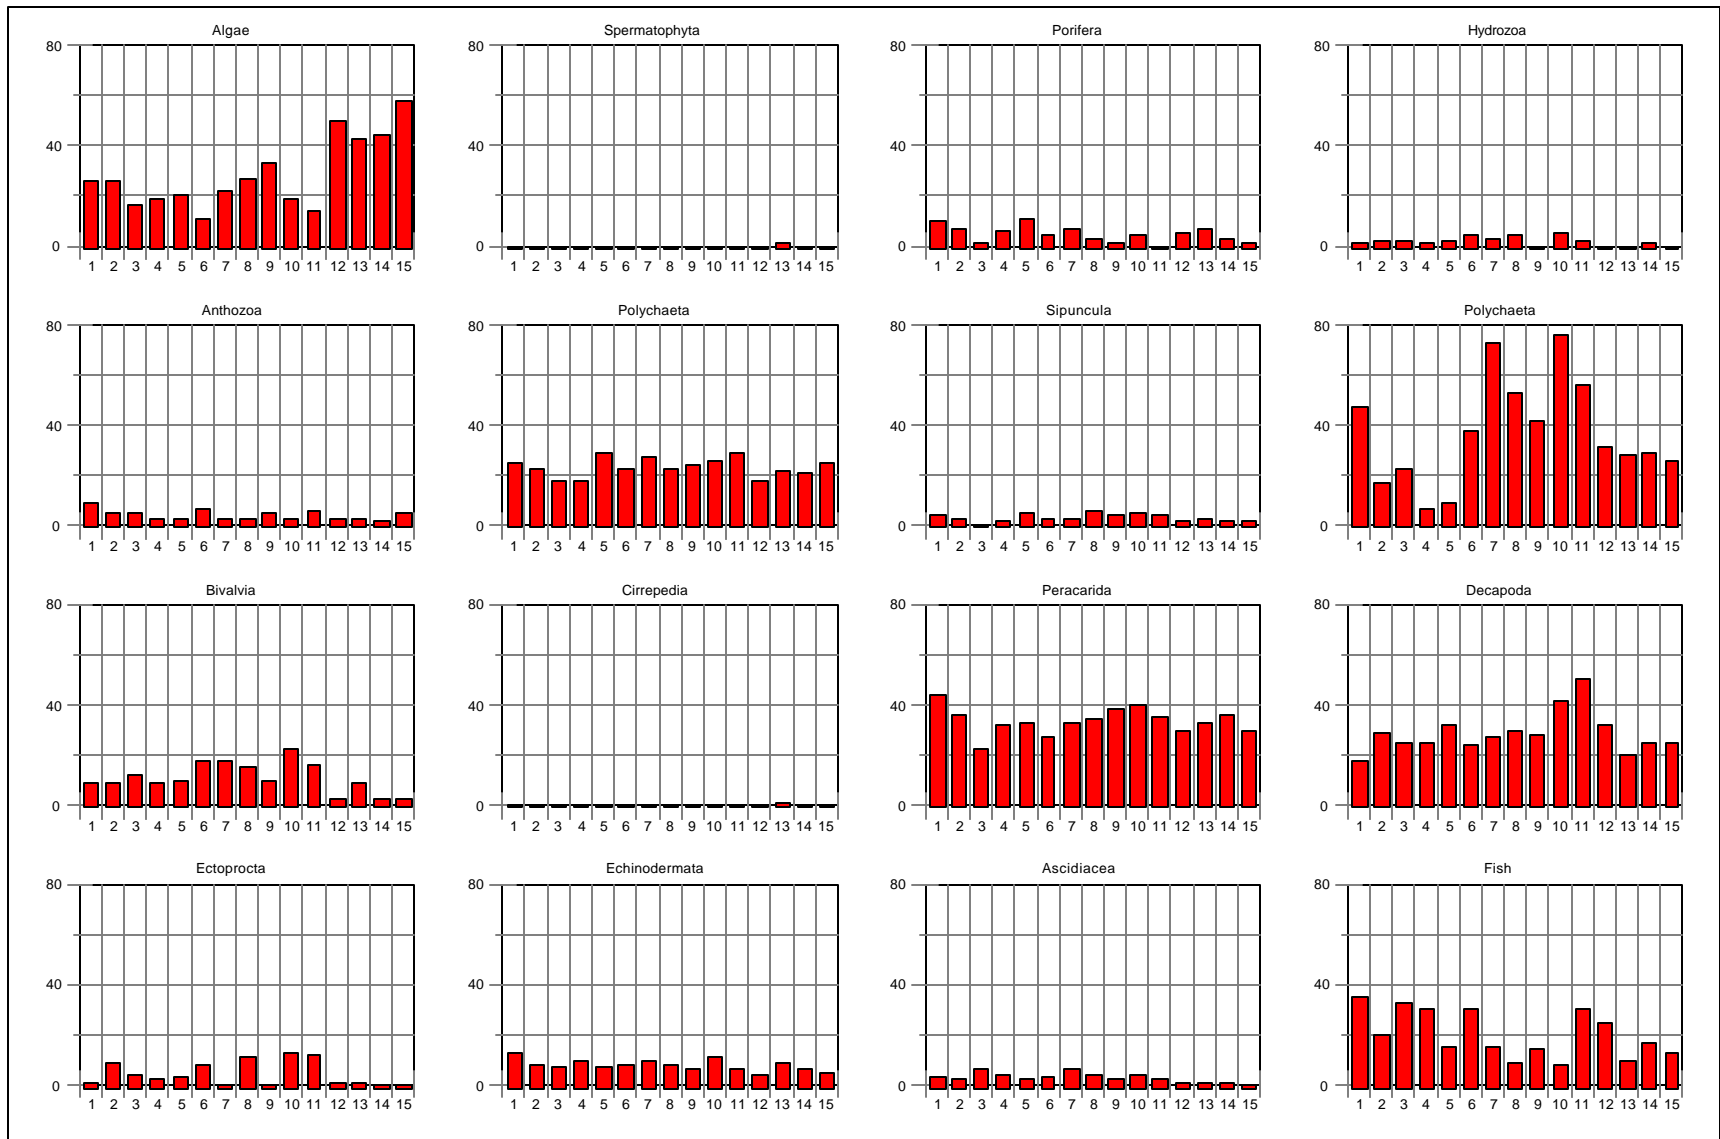 Algae Spermatophyta Porifera Hydrozoa
80 80 80 80
40 40 40 40
0 0 0 0
1 2 3 4 5 6 7 8 9 10 11 12 13 14 15 1 2 3 4 5 6 7 8 9 10 11 12 13 14 15 1 2 3 4 5 6 7 8 9 10 11 12 13 14 15 1 2 3 4 5 6 7 8 9 10 11 12 13 14 15
Anthozoa Polychaeta Sipuncula Polychaeta
80 80 80 80
40 40 40 40
0 0 0 0
1 2 3 4 5 6 7 8 9 10 11 12 13 14 15 1 2 3 4 5 6 7 8 9 10 11 12 13 14 15 1 2 3 4 5 6 7 8 9 10 11 12 13 14 15 1 2 3 4 5 6 7 8 9 10 11 12 13 14 15
Bivalvia Cirrepedia Peracarida Decapoda
80 80 80 80
40 40 40 40
0 0 0 0
1 2 3 4 5 6 7 8 9 10 11 12 13 14 15 1 2 3 4 5 6 7 8 9 10 11 12 13 14 15 1 2 3 4 5 6 7 8 9 10 11 12 13 14 15 1 2 3 4 5 6 7 8 9 10 11 12 13 14 15
Ectoprocta Echinodermata Ascidiacea Fish
80 80 80 80
40 40 40 40
0 0 0 0
1 2 3 4 5 6 7 8 9 10 11 12 13 14 15 1 2 3 4 5 6 7 8 9 10 11 12 13 14 15 1 2 3 4 5 6 7 8 9 10 11 12 13 14 15 1 2 3 4 5 6 7 8 9 10 11 12 13 14 15